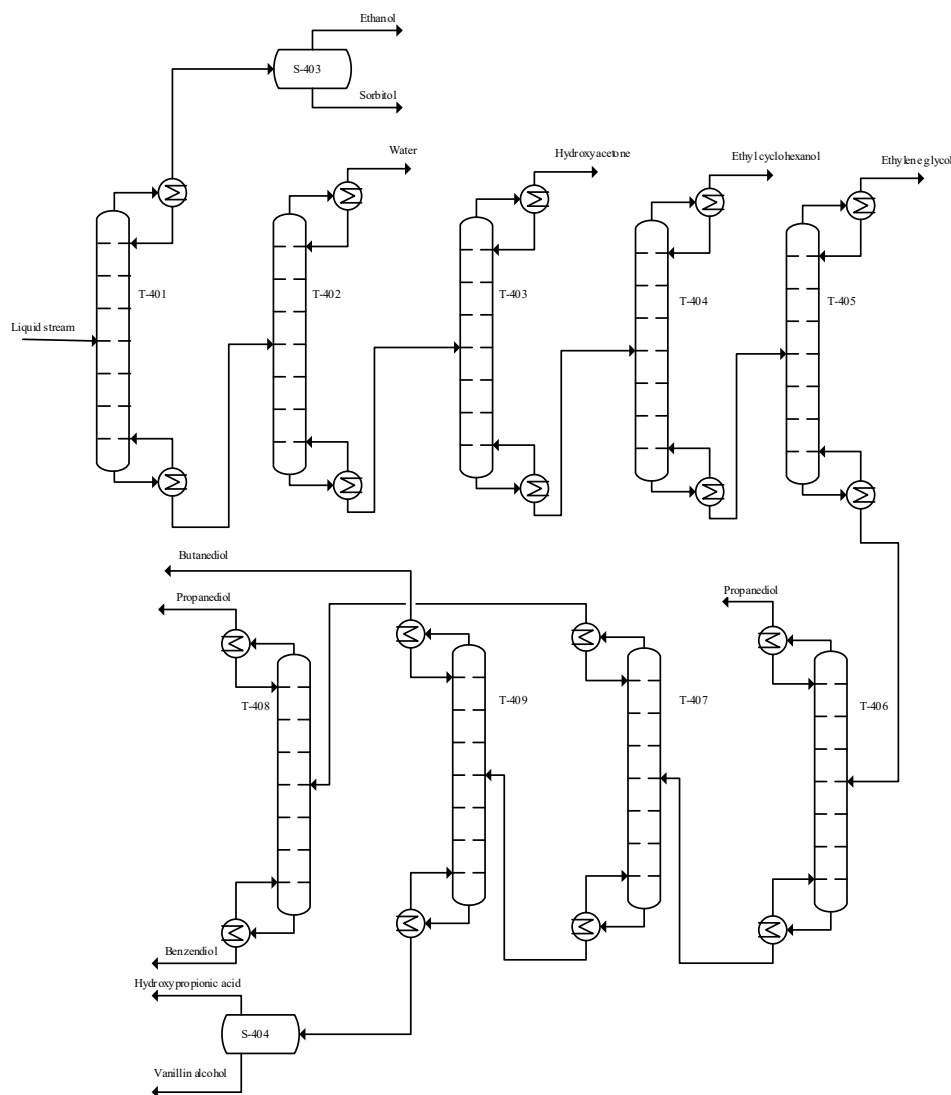 Ethanol
S-403
Sorbitol
Water
Hydroxyacetone
Ethyl cyclohexanol
Ethylene glycol
T-401
T-402
T-403
T-404
T-405
Liquid stream
Butanediol
Propanediol
Propanediol
T-408
T-409
T-407
T-406
Benzendiol
Hydroxypropionic acid
S-404
Vanillin alcohol